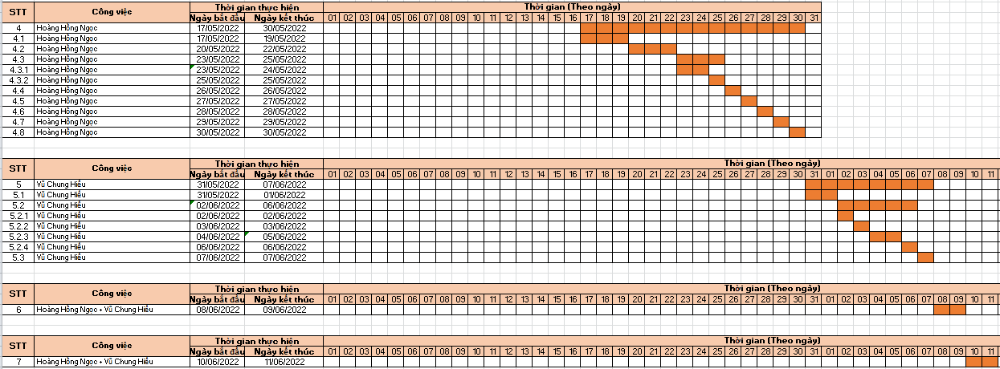 STT Công việc Thời gian thực hiện Thời gian (Theo ngày)
Ngày bắt đầu Ngày kết thúc 01 02 03 04 05 06 07 08 09 10 11 12 13 14 15 16 17 18 19 20 21 22 23 24 25 26 27 28 29 30 31
4 Hoàng Hồng Ngọc 17/05/2022 30/05/2022
4.1 Hoàng Hồng Ngọc 17/05/2022 19/05/2022
4.2 Hoàng Hồng Ngọc 20/05/2022 22/05/2022
4.3 Hoàng Hồng Ngọc 23/05/2022 25/05/2022
4.3.1 Hoàng Hồng Ngọc 23/05/2022 24/05/2022
4.3.2 Hoàng Hồng Ngọc 25/05/2022 25/05/2022
4.4 Hoàng Hồng Ngọc 26/05/2022 26/05/2022
4.5 Hoàng Hồng Ngọc 27/05/2022 27/05/2022
4.6 Hoàng Hồng Ngọc 28/05/2022 28/05/2022
4.7 Hoàng Hồng Ngọc 29/05/2022 29/05/2022
4.8 Hoàng Hồng Ngọc 30/05/2022 30/05/2022
STT Công việc Thời gian thực hiện Thời gian (Theo ngày)
Ngày bắt đầu Ngày kết thúc 01 02 03 04 05 06 07 08 09 10 11 12 13 14 15 16 17 18 19 20 21 22 23 24 25 26 27 28 29 30 31 01 02 03 04 05 06 07 08 09 10 11
5 Vũ Chung Hiếu 31/05/2022 07/06/2022
5.1 Vũ Chung Hiếu 31/05/2022 01/06/2022
5.2 Vũ Chung Hiếu 02/06/2022 06/06/2022
5.2.1 Vũ Chung Hiếu 02/06/2022 02/06/2022
5.2.2 Vũ Chung Hiếu 03/06/2022 03/06/2022
5.2.3 Vũ Chung Hiếu 04/06/2022 05/06/2022
5.2.4 Vũ Chung Hiếu 06/06/2022 06/06/2022
5.3 Vũ Chung Hiếu 07/06/2022 07/06/2022
STT Công việc Thời gian thực hiện Thời gian (Theo ngày)
Ngày bắt đầu Ngày kết thúc 01 02 03 04 05 06 07 08 09 10 11 12 13 14 15 16 17 18 19 20 21 22 23 24 25 26 27 28 29 30 31 01 02 03 04 05 06 07 08 09 10 11
6 Hoàng Hồng Ngọc + Vũ Chung Hiếu 08/06/2022 09/06/2022
STT Công việc Thời gian thực hiện Thời gian (Theo ngày)
Ngày bắt đầu Ngày kết thúc 01 02 03 04 05 06 07 08 09 10 11 12 13 14 15 16 17 18 19 20 21 22 23 24 25 26 27 28 29 30 31 01 02 03 04 05 06 07 08 09 10 11
7 Hoàng Hồng Ngọc + Vũ Chung Hiếu 10/06/2022 11/06/2022